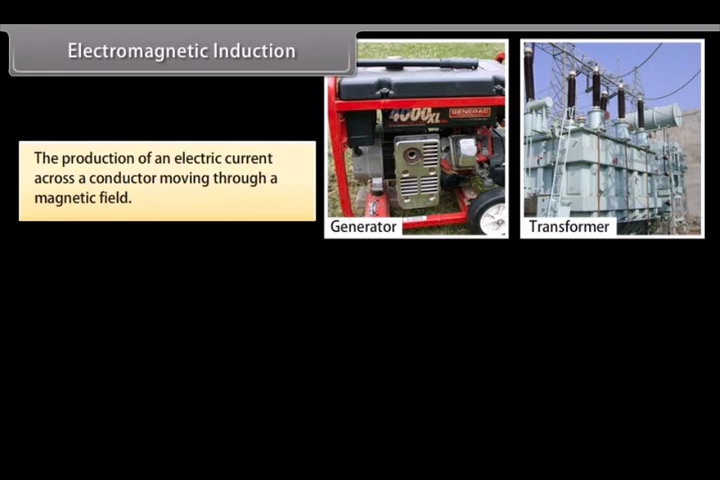 Electromagnetic Induction
The production of an electric current
across a conductor moving through a
magnetic field.
4000XL
GENERAC
Generator
Transformer